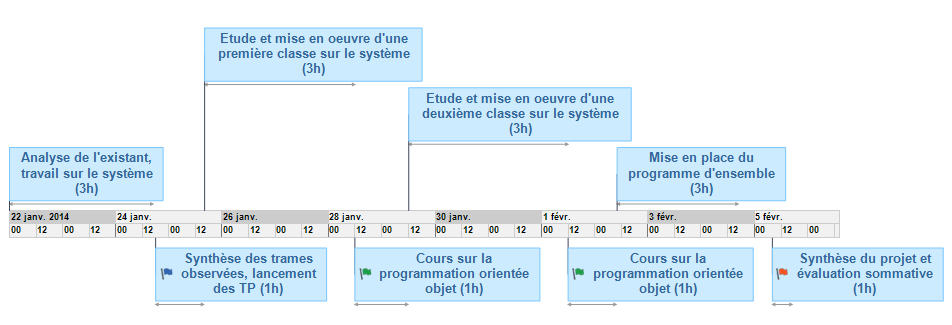 Etude et mise en oeuvre d'une
première classe sur le système
(3h)
Etude et mise en oeuvre d'une
deuxième classe sur le système
(3h)
Analyse de l'existant,
travail sur le système
(3h)
Mise en place du
programme d'ensemble
(3h)
22 janv. 2014 24 janv. 26 janv. 28 janv. 30 janv. 1 févr. 3 févr. 5 févr.
00 12 00 12 00 12 00 12 00 12 00 12 00 12 00 12 00 12 00 12 00 12 00 12 00 12 00 12 00 12 00
Synthèse des trames
observées, lancement
des TP (1h)
Cours sur la
programmation orientée
objet (1h)
Cours sur la
programmation orientée
objet (1h)
Synthèse du projet et
évaluation sommative
(1h)